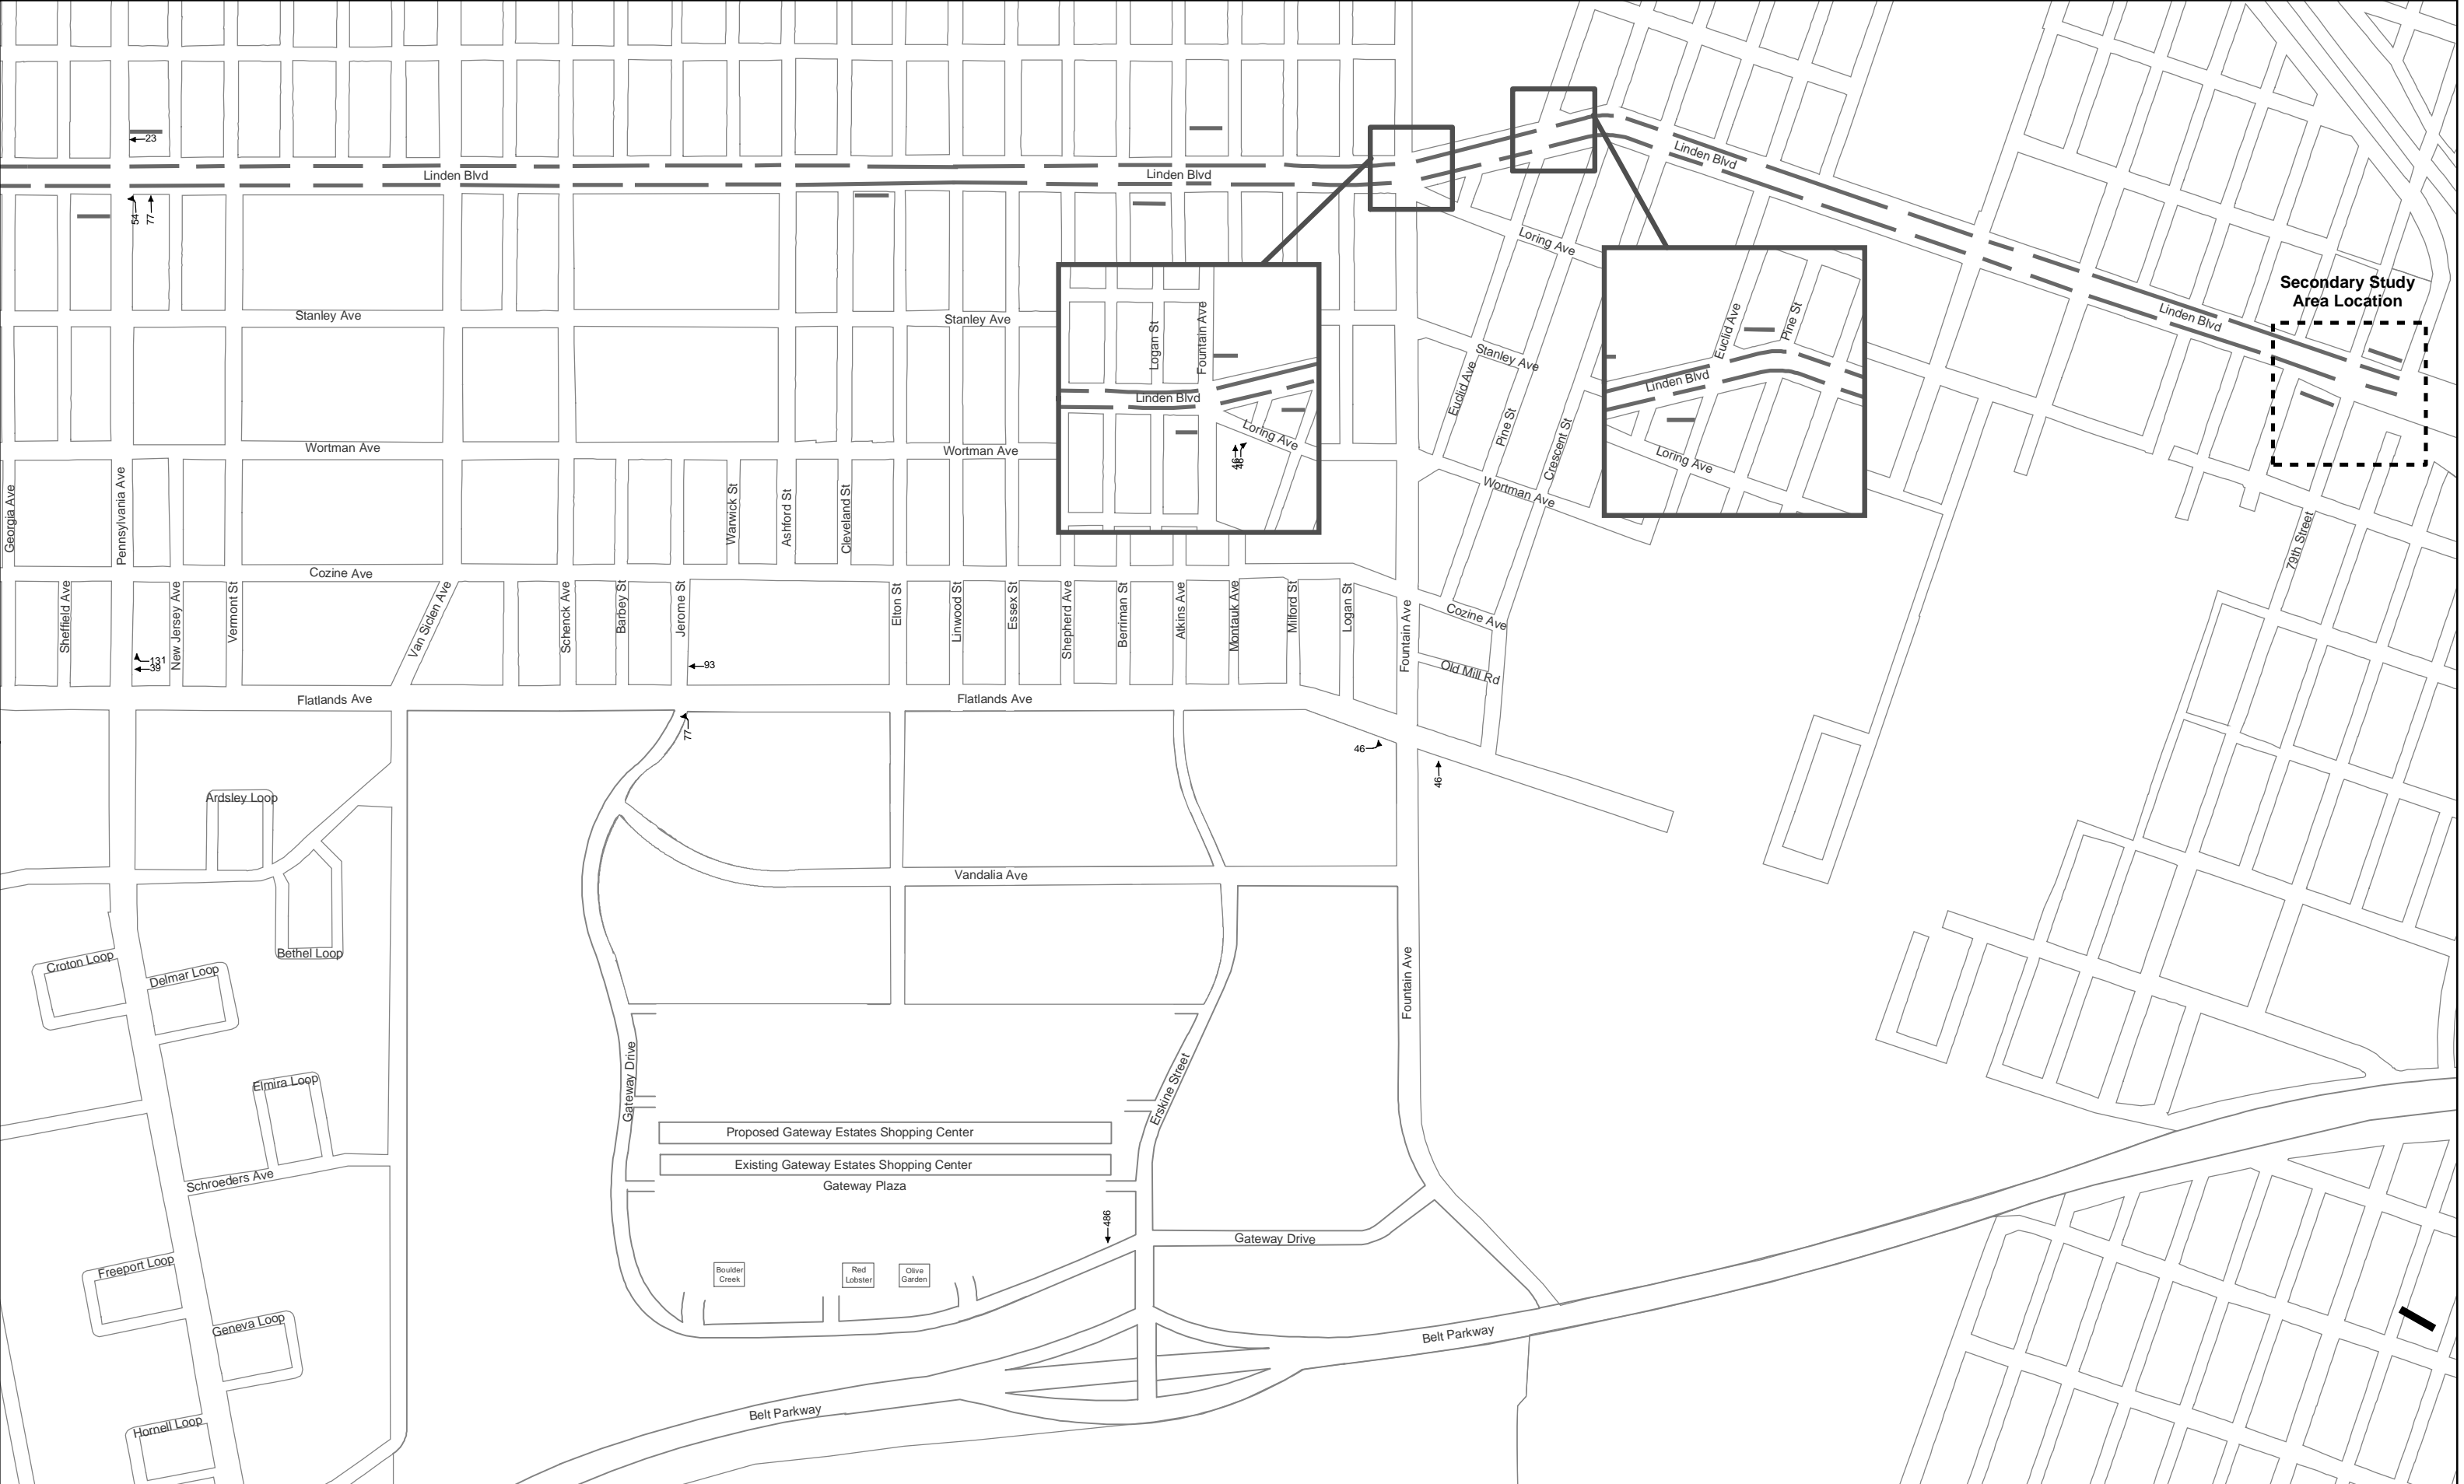 23
Linden Blvd
Linden Blvd
Linden Blvd
54
77
Loring Ave
Secondary Study
Area Location
Linden Blvd
Stanley Ave
Stanley Ave
Logan St
Fountain Ave
Linden Blvd
Loring Ave
46
46
Euclid Ave
Pine St
Linden Blvd
Loring Ave
Stanley Ave
Euclid Ave
Pine St
Crescent St
Wortman Ave
Wortman Ave
Wortman Ave
Georgia Ave
Pennsylvania Ave
Warwick St
Ashford St
Cleveland St
79th Street
Cozine Ave
Sheffield Ave
New Jersey Ave
Vermont St
Van Siclen Ave
Schenck Ave
Barbey St
Jerome St
Elton St
Linwood St
Essex St
Shepherd Ave
Berriman St
Atkins Ave
Montauk Ave
Milford St
Logan St
Fountain Ave
Cozine Ave
Old Mill Rd
131
39
93
Flatlands Ave
Flatlands Ave
77
46
46
Ardsley Loop
Vandalia Ave
Bethel Loop
Croton Loop
Delmar Loop
Fountain Ave
Gateway Drive
Erskine Street
Elmira Loop
Proposed Gateway Estates Shopping Center
Existing Gateway Estates Shopping Center
Gateway Plaza
Schroeders Ave
486
Gateway Drive
Freeport Loop
Boulder
Creek
Red
Lobster
Olive
Garden
Geneva Loop
Belt Parkway
Belt Parkway
Hornell Loop